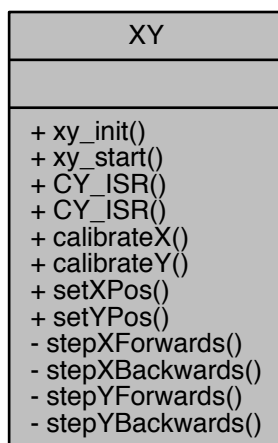 XY
+ xy_init()
+ xy_start()
+ CY_ISR()
+ CY_ISR()
+ calibrateX()
+ calibrateY()
+ setXPos()
+ setYPos()
- stepXForwards()
- stepXBackwards()
- stepYForwards()
- stepYBackwards()